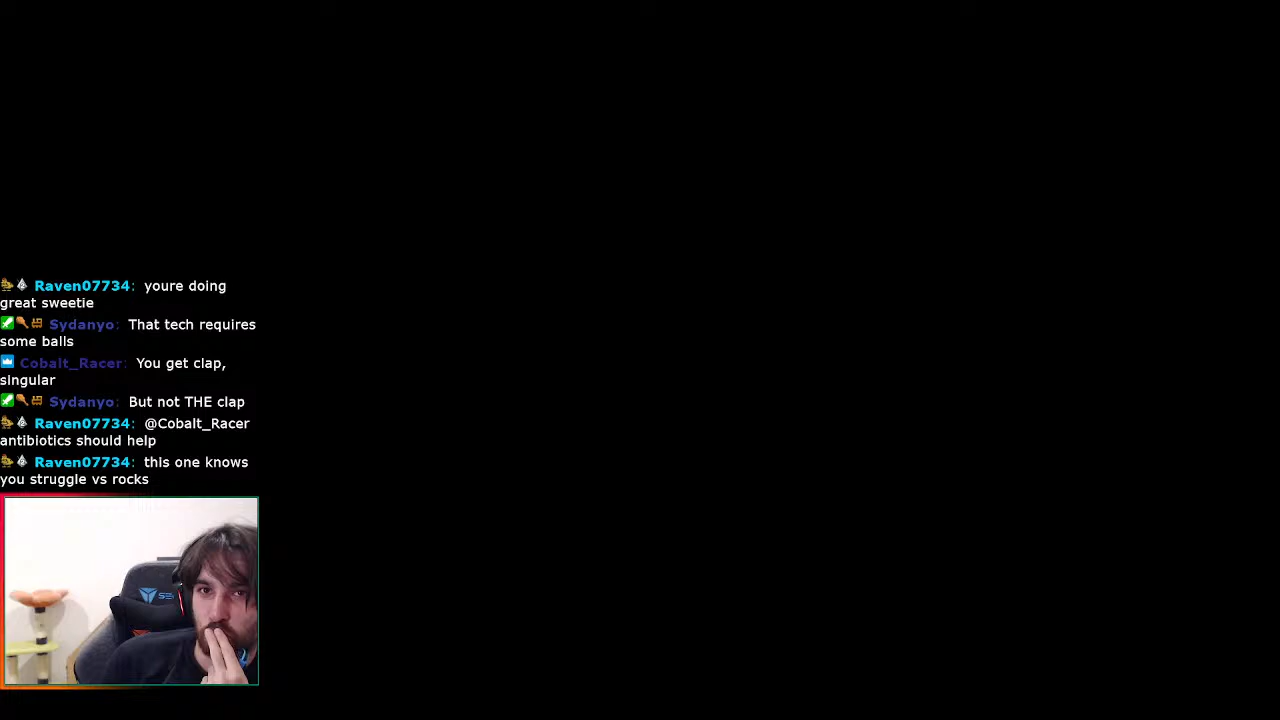 Raven07734: youre doing
great sweetie
Sydanyo: That tech requires
some balls
Cobalt_Racer: You get clap,
singular
Sydanyo: But not THE clap
Raven07734: @Cobalt_Racer
antibiotics should help
Raven07734: this one knows
you struggle vs rocks